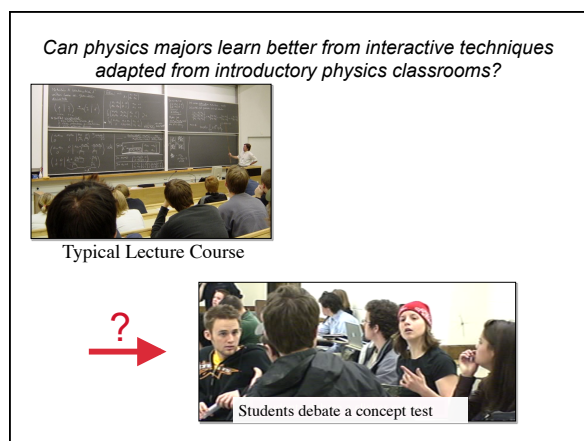 Can physics majors learn better from interactive techniques
adapted from introductory physics classrooms?
Typical Lecture Course
?
Students debate a concept test